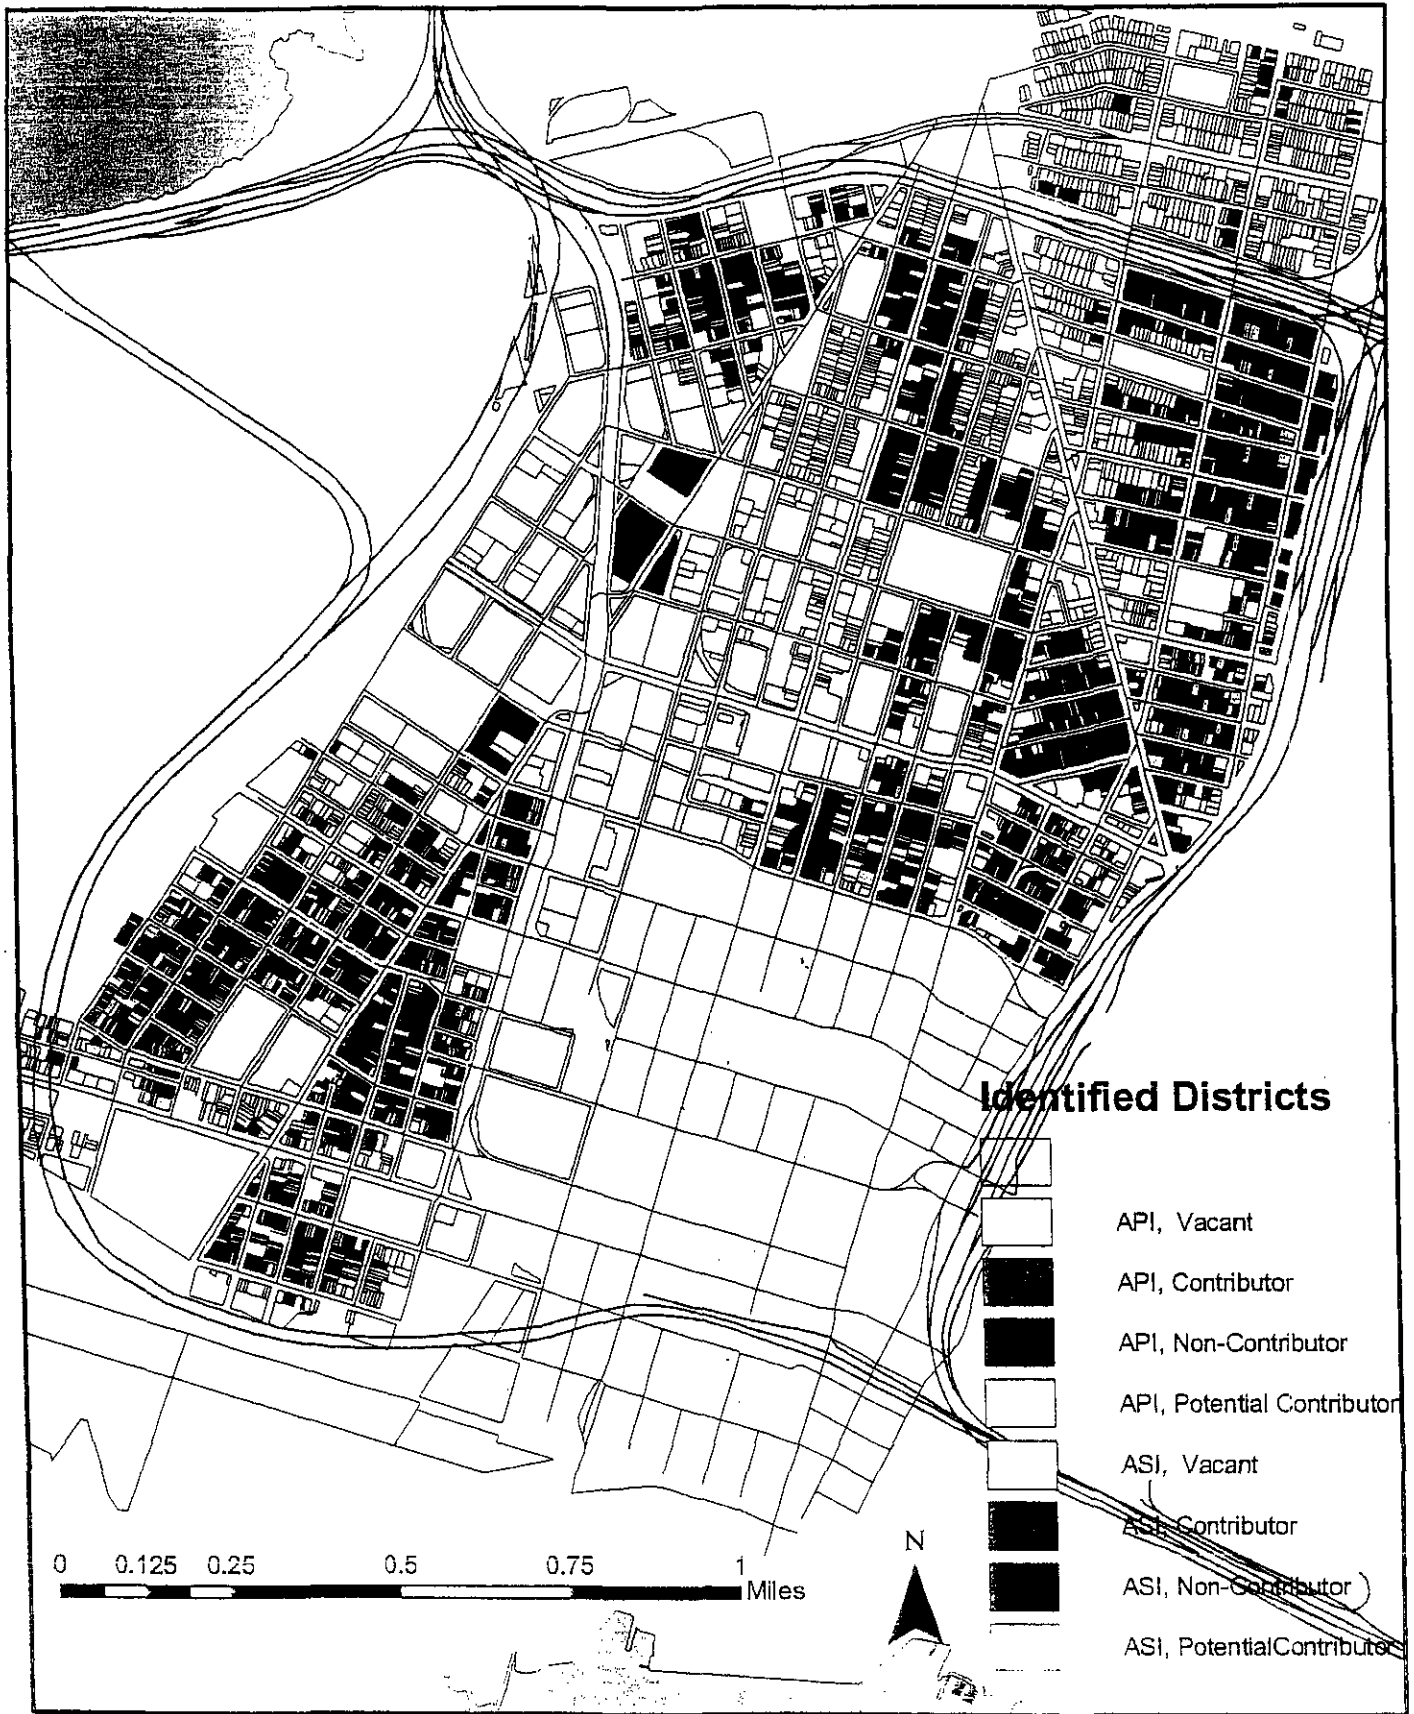 Identified Districts
API, Vacant
API, Contributor
API, Non-Contributor
API, Potential Contributor
ASI, Vacant
ASI, Contributor
ASI, Non-Contributor
ASI, PotentialContributor
N
0 0.125 0.25 0.5 0.75 1
Miles